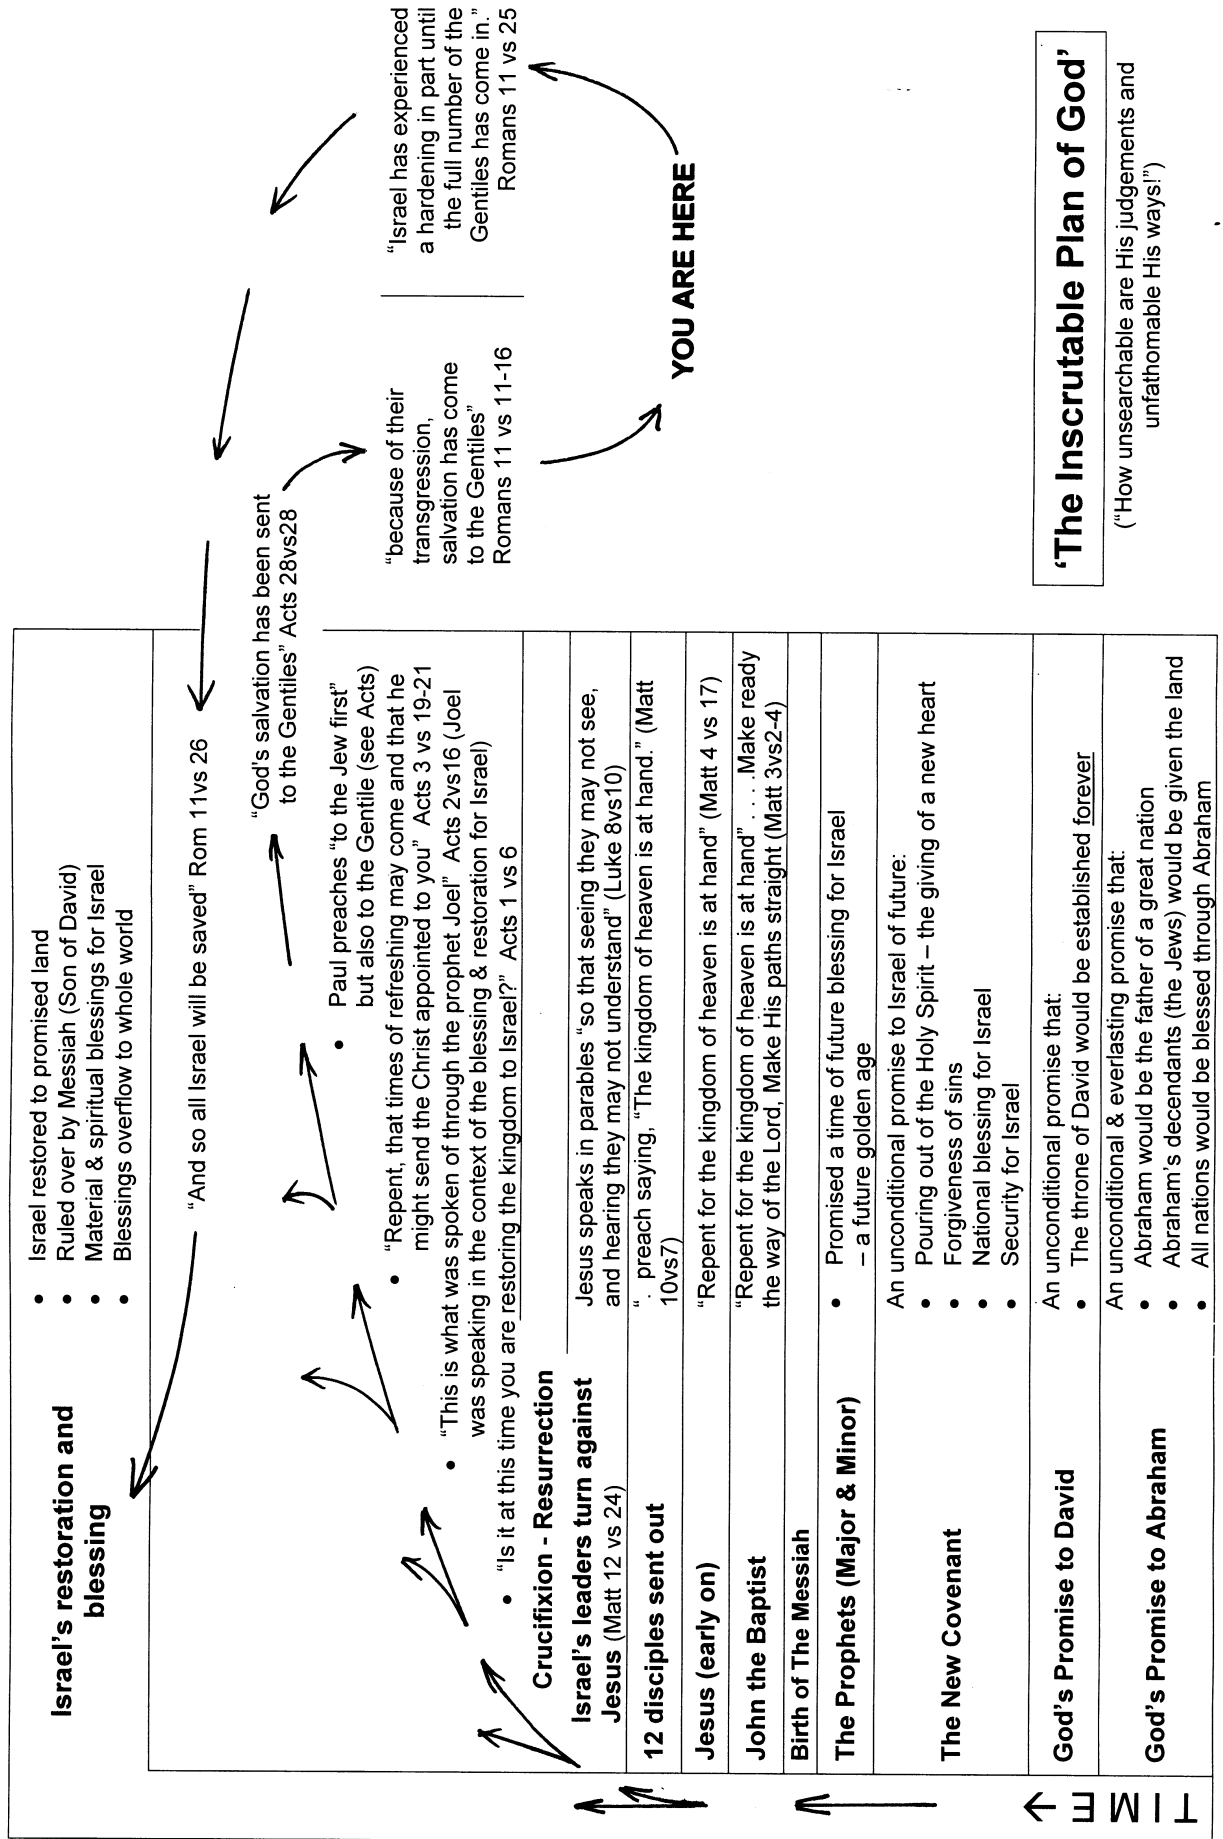 Israel's restoration and
blessing
• Israel restored to promised land
• Ruled over by Messiah (Son of David)
• Material & spiritual blessings for Israel
• Blessings overflow to whole world
"And so all Israel will be saved" Rom 11vs 26
"God's salvation has been sent
to the Gentiles" Acts 28vs28
• Paul preaches "to the Jew first"
but also to the Gentile (see Acts)
• "Repent, that times of refreshing may come and that he
might send the Christ appointed to you" Acts 3 vs 19-21
• "This is what was spoken of through the prophet Joel" Acts 2vs16 (Joel
was speaking in the context of the blessing & restoration for Israel)
• "Is it at this time you are restoring the kingdom to Israel?" Acts 1 vs 6
Crucifixion - Resurrection
Israel's leaders turn against
Jesus (Matt 12 vs 24)
Jesus speaks in parables "so that seeing they may not see,
and hearing they may not understand" (Luke 8vs10)
12 disciples sent out
". preach saying, "The kingdom of heaven is at hand." (Matt
10vs7)
Jesus (early on)
"Repent for the kingdom of heaven is at hand" (Matt 4 vs 17)
John the Baptist
"Repent for the kingdom of heaven is at hand" . . . .Make ready
the way of the Lord, Make His paths straight (Matt 3vs2-4)
Birth of The Messiah
The Prophets (Major & Minor)
• Promised a time of future blessing for Israel
– a future golden age
The New Covenant
An unconditional promise to Israel of future:
• Pouring out of the Holy Spirit – the giving of a new heart
• Forgiveness of sins
• National blessing for Israel
• Security for Israel
God's Promise to David
An unconditional promise that:
• The throne of David would be established forever
God's Promise to Abraham
An unconditional & everlasting promise that:
• Abraham would be the father of a great nation
• Abraham's decendants (the Jews) would be given the land
• All nations would be blessed through Abraham
TIME →
"because of their
transgression,
salvation has come
to the Gentiles"
Romans 11 vs 11-16
"Israel has experienced
a hardening in part until
the full number of the
Gentiles has come in."
Romans 11 vs 25
YOU ARE HERE
'The Inscrutable Plan of God'
("How unsearchable are His judgements and
unfathomable His ways!")